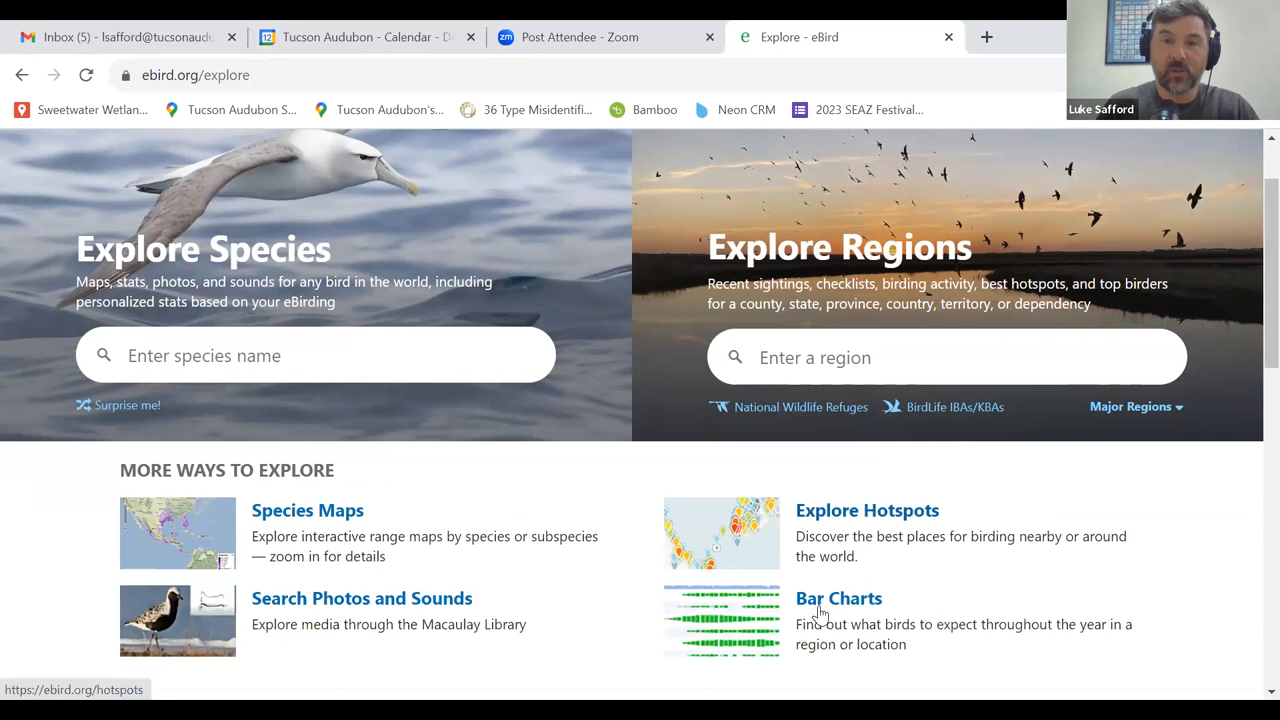 Inbox (5) - lsafford@tucsonaud
Tucson Audubon - Calendar - D
Post Attendee - Zoom
Explore - eBird
ebird.org/explore
Luke Safford
Sweetwater Wetlan...
Tucson Audubon S...
Tucson Audubon's...
36 Type Misidentifi...
Bamboo
Neon CRM
2023 SEAZ Festival...
Explore Species
Maps, stats, photos, and sounds for any bird in the world, including
personalized stats based on your eBirding
Enter species name
Surprise me!
Explore Regions
Recent sightings, checklists, birding activity, best hotspots, and top birders
for a county, state, province, country, territory, or dependency
Enter a region
National Wildlife Refuges
BirdLife IBAs/KBAs
Major Regions
MORE WAYS TO EXPLORE
Species Maps
Explore interactive range maps by species or subspecies
— zoom in for details
Explore Hotspots
Discover the best places for birding nearby or around
the world.
Search Photos and Sounds
Explore media through the Macaulay Library
Bar Charts
Find out what birds to expect throughout the year in a
region or location
https://ebird.org/hotspots